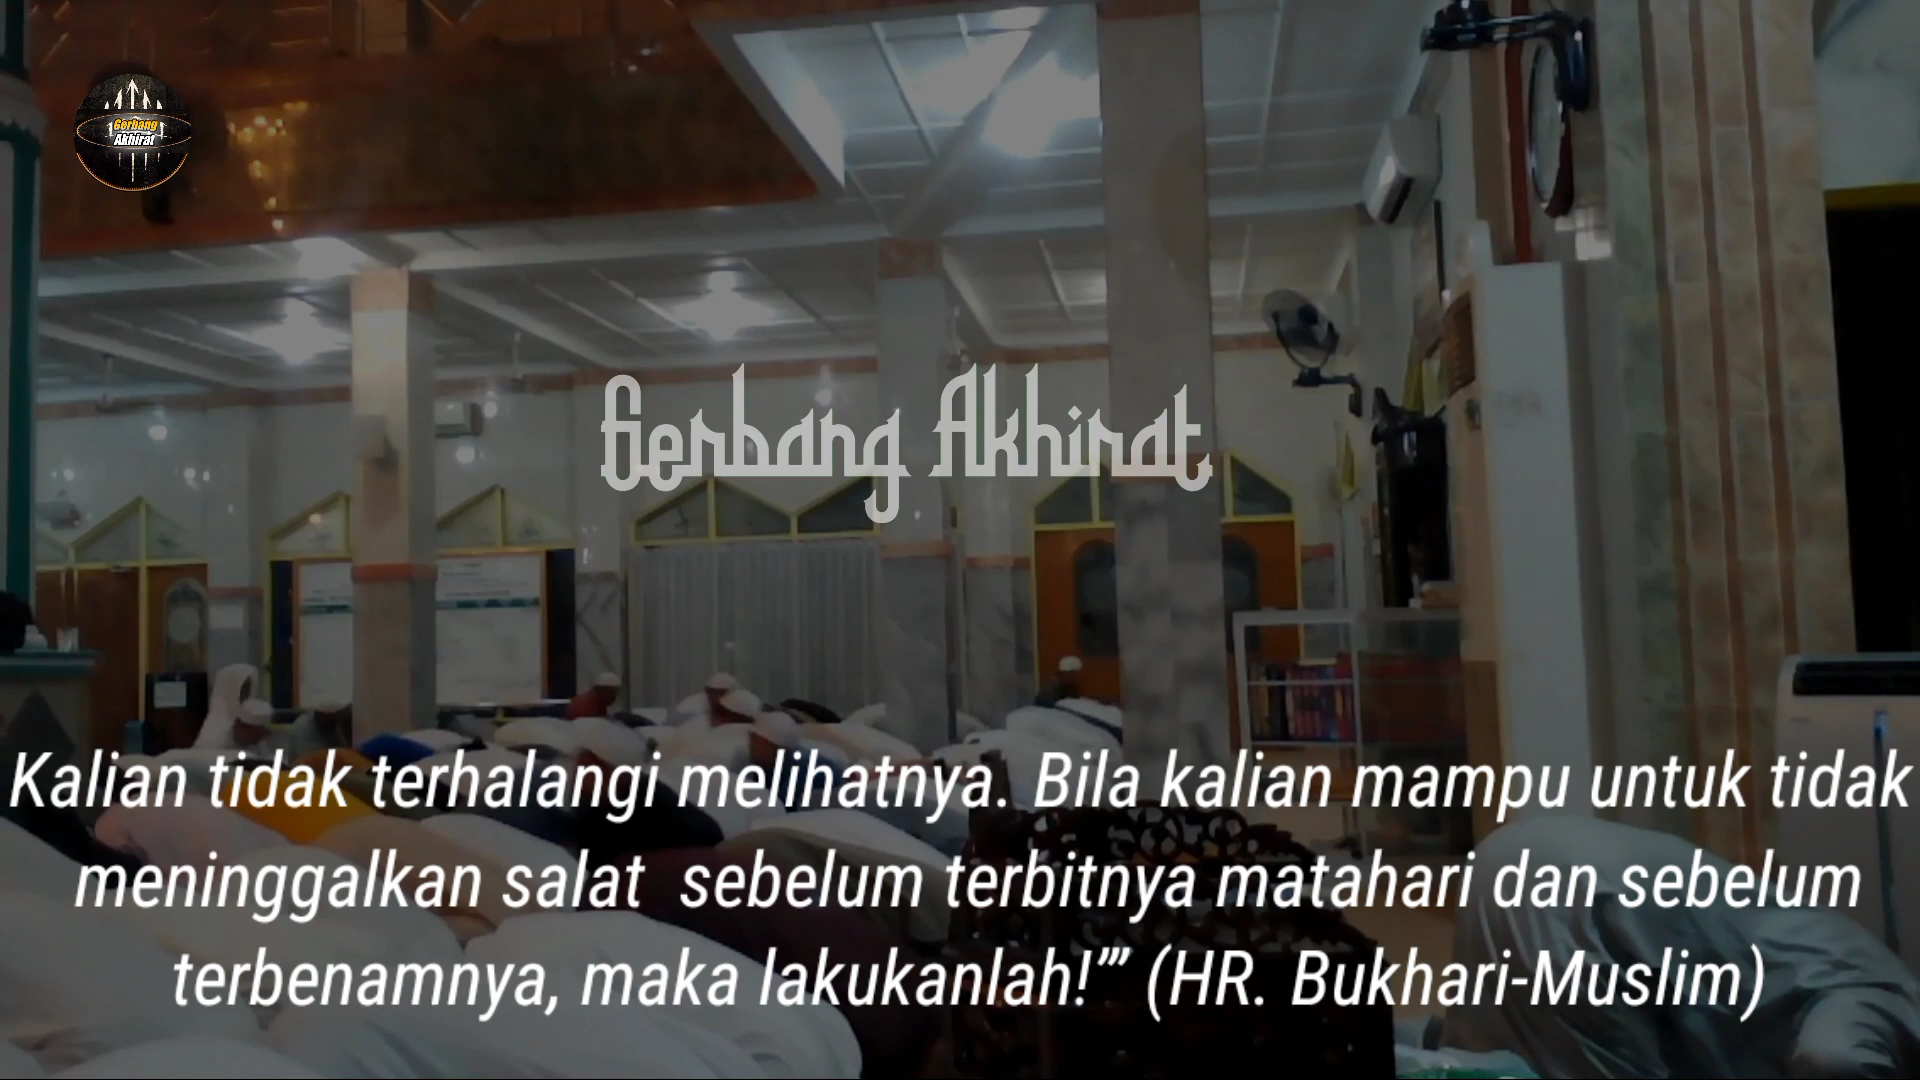 Gerbang
Akhirat
Gerbang Akhirat
Kalian tidak terhalangi melihatnya. Bila kalian mampu untuk tidak
meninggalkan salat sebelum terbitnya matahari dan sebelum
terbenamnya, maka lakukanlah!’” (HR. Bukhari-Muslim)